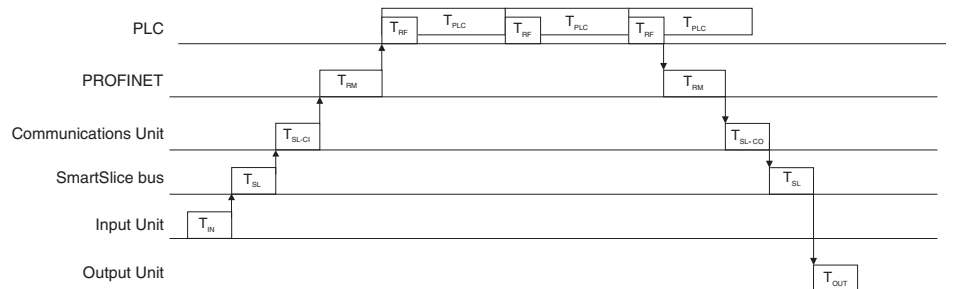 PLC
T_RF T_PLC T_RF T_PLC T_RF T_PLC
PROFINET
T_RM T_RM
Communications Unit
T_SL-CI T_SL-CO
SmartSlice bus
T_SL T_SL
Input Unit
T_IN
Output Unit
T_OUT